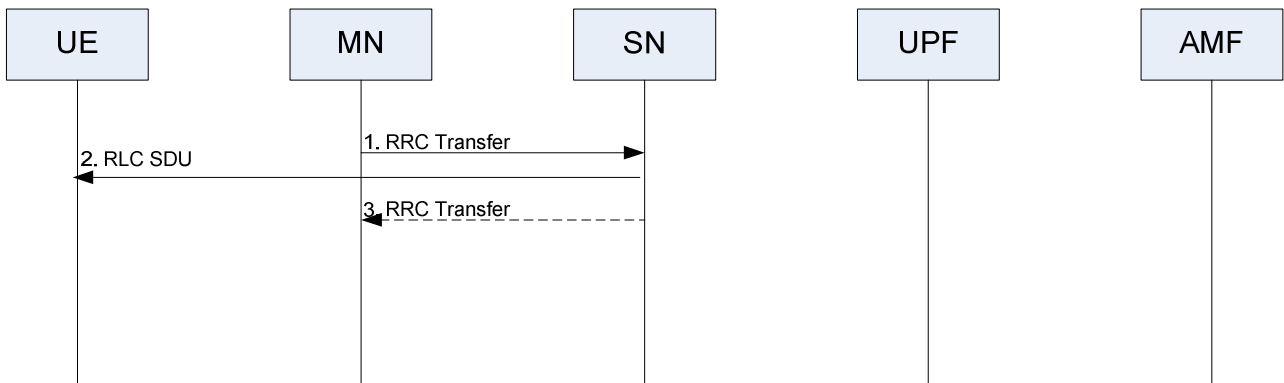 UE
MN
SN
UPF
AMF
1. RRC Transfer
2. RLC SDU
3. RRC Transfer